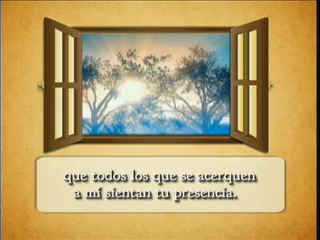 que todos los que se acerquen
a mí sientan tu presencia.